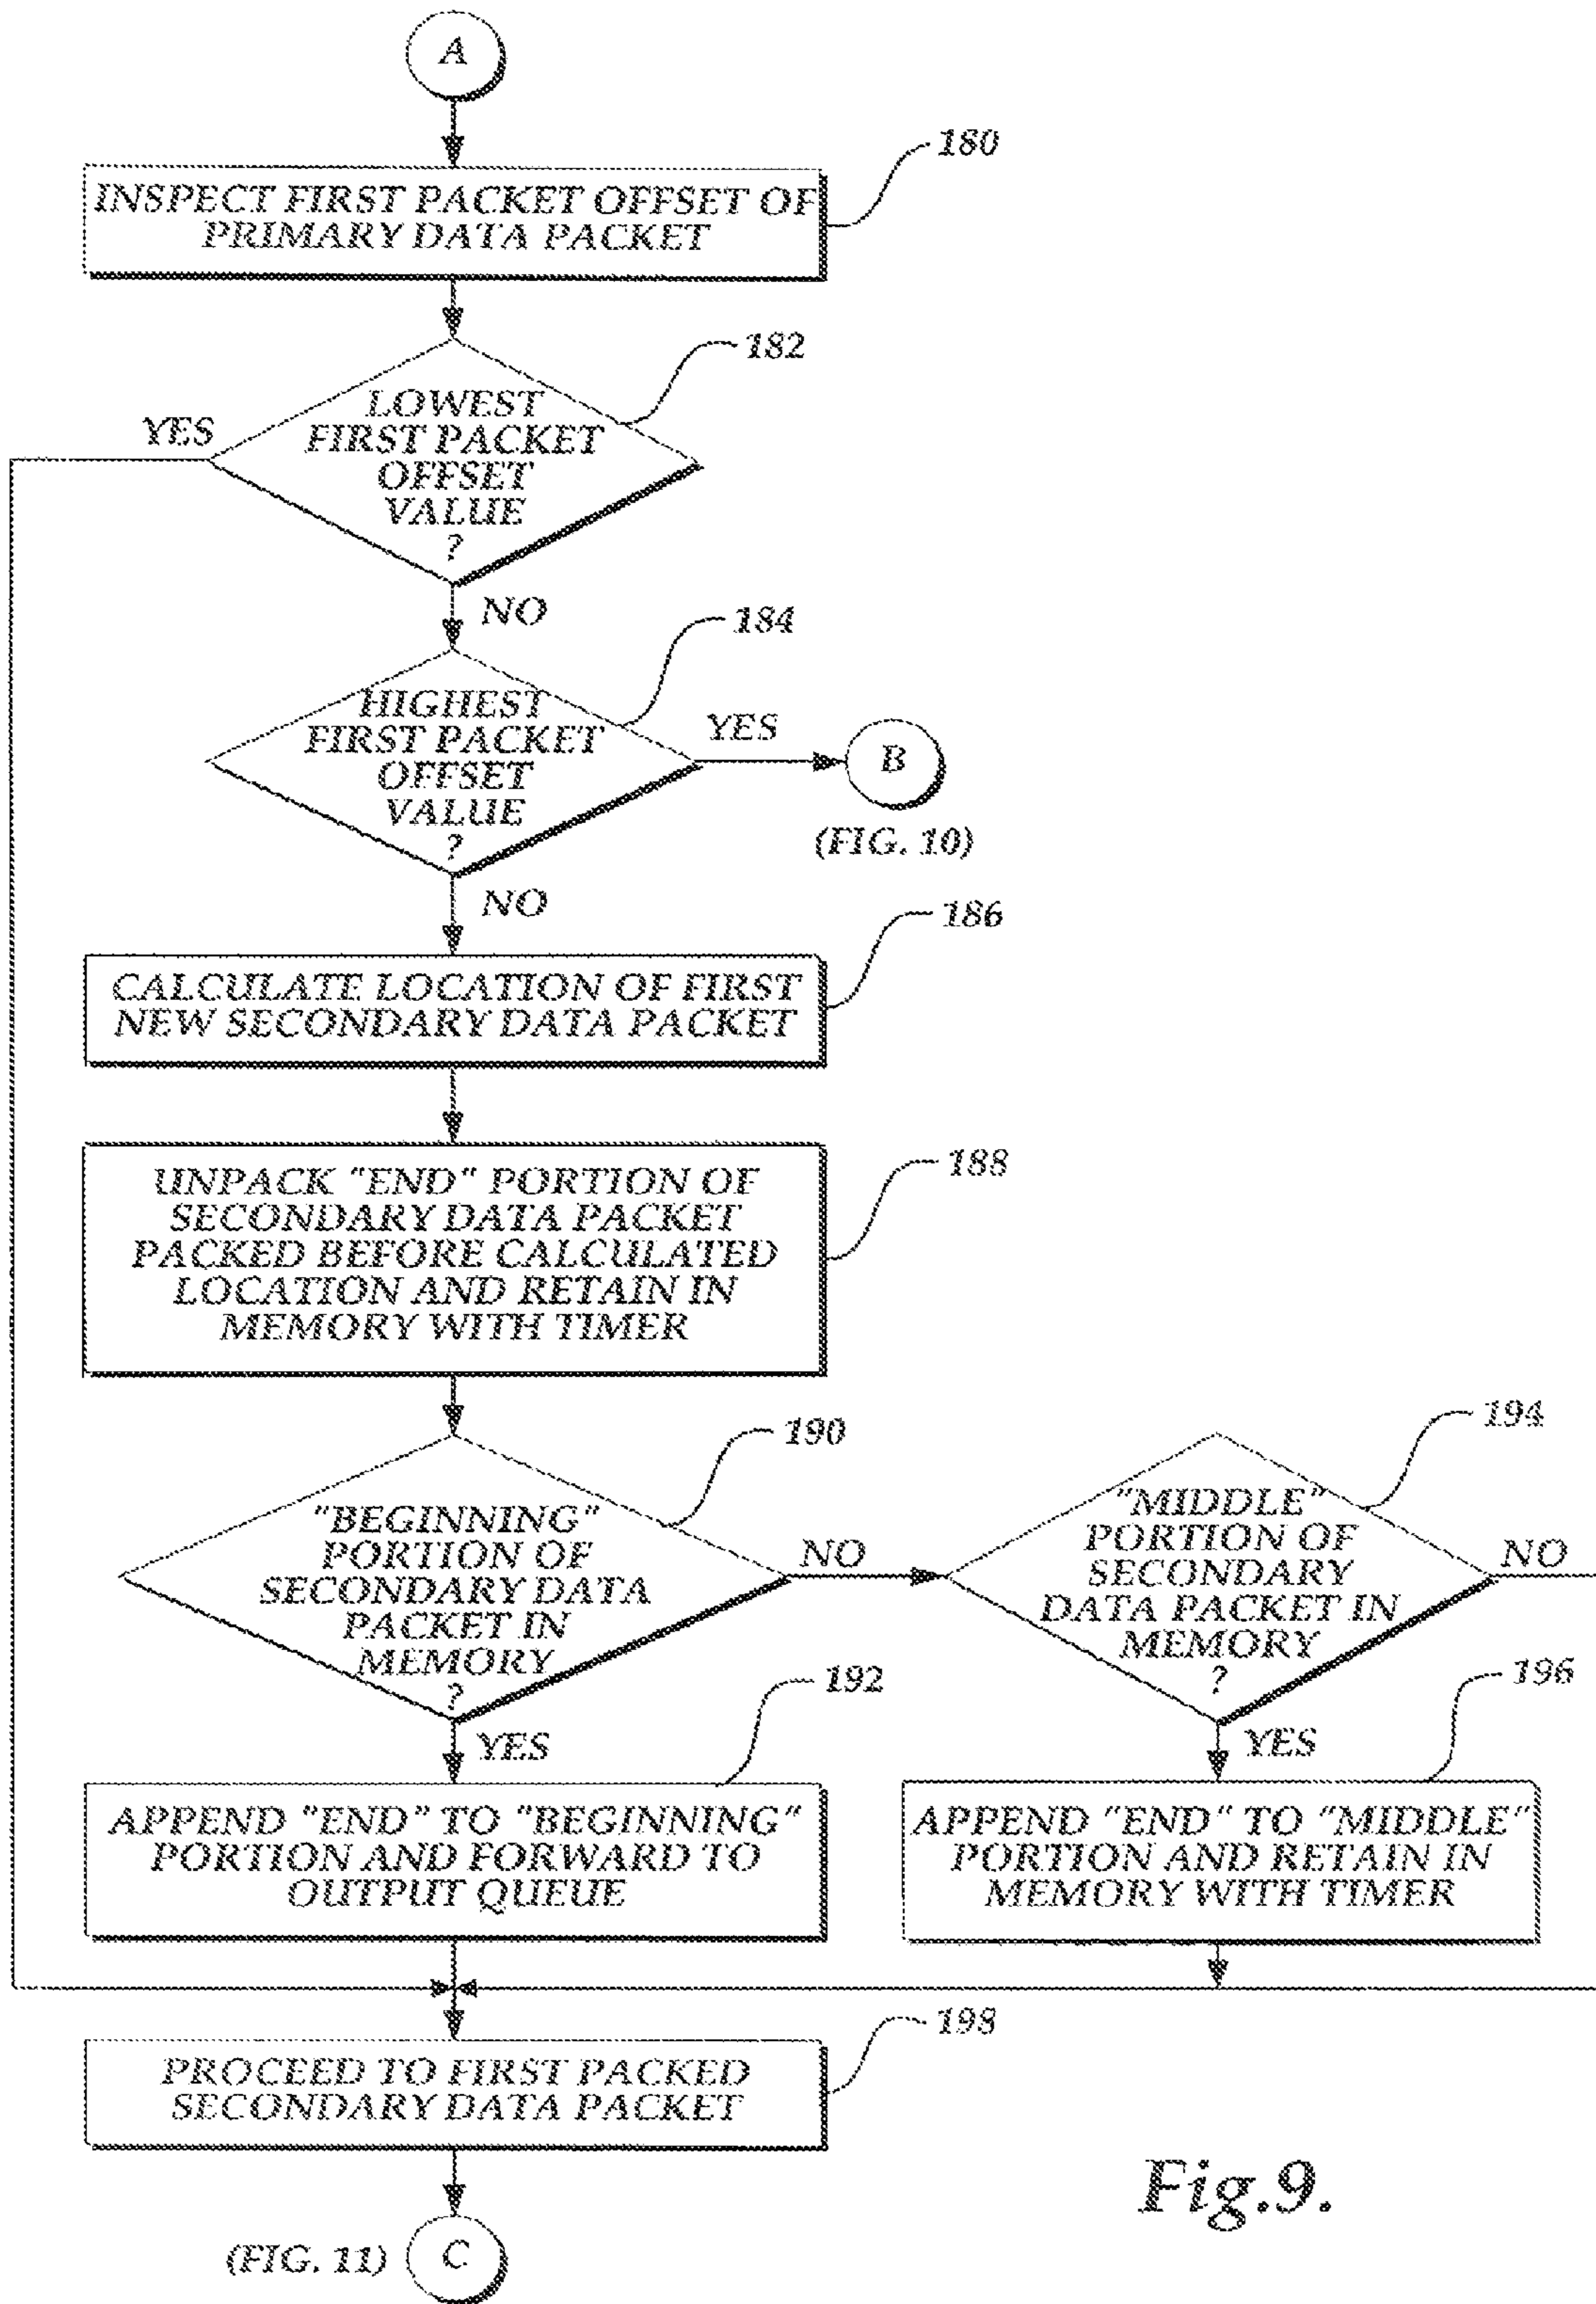 A
180
INSPECT FIRST PACKET OFFSET OF
PRIMARY DATA PACKET
182
YES
LOWEST
FIRST PACKET
OFFSET
VALUE
?
NO
184
HIGHEST
FIRST PACKET
OFFSET
VALUE
?
YES
B
(FIG. 10)
NO
186
CALCULATE LOCATION OF FIRST
NEW SECONDARY DATA PACKET
188
UNPACK "END" PORTION OF
SECONDARY DATA PACKET
PACKED BEFORE CALCULATED
LOCATION AND RETAIN IN
MEMORY WITH TIMER
190
"BEGINNING"
PORTION OF
SECONDARY DATA
PACKET IN
MEMORY
?
NO
194
"MIDDLE"
PORTION OF
SECONDARY
DATA PACKET IN
MEMORY
?
NO
192
YES
196
YES
APPEND "END" TO "BEGINNING"
PORTION AND FORWARD TO
OUTPUT QUEUE
APPEND "END" TO "MIDDLE"
PORTION AND RETAIN IN
MEMORY WITH TIMER
198
PROCEED TO FIRST PACKED
SECONDARY DATA PACKET
(FIG. 11)
C
Fig.9.